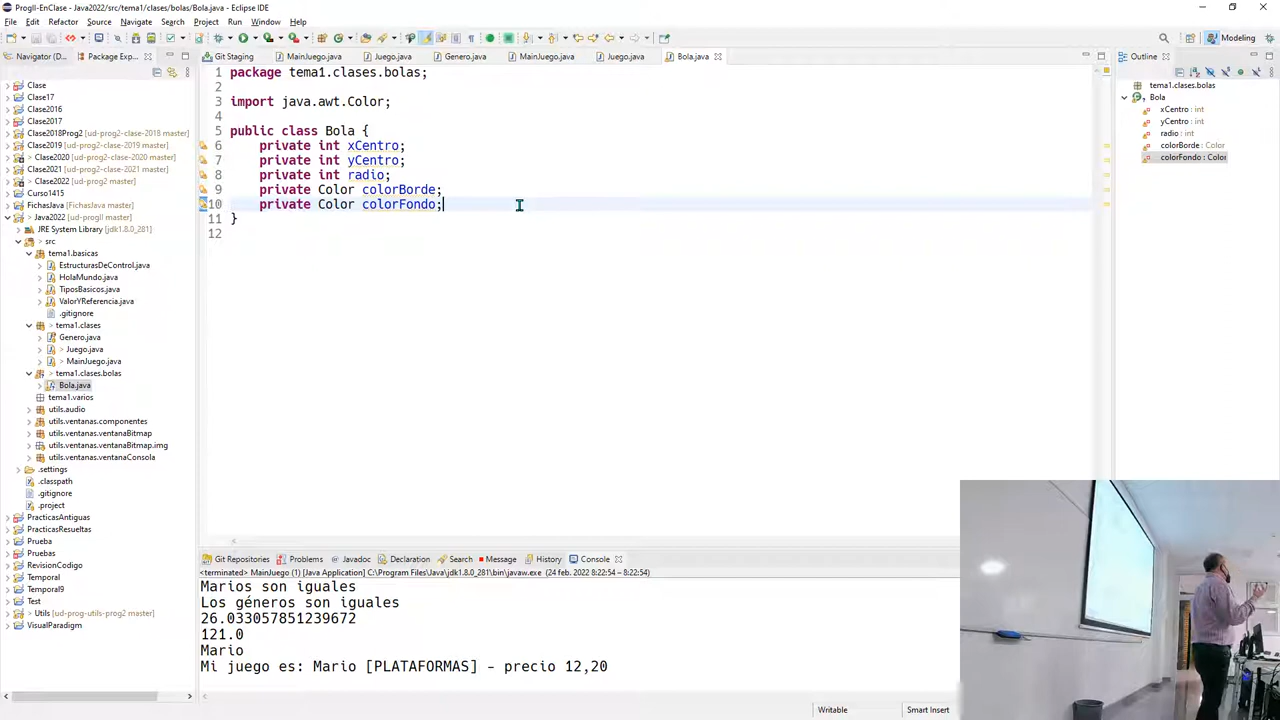 ProgII-EnClase - Java2022/src/tema1/clases/bolas/Bola.java - Eclipse IDE
File Edit Refactor Source Navigate Search Project Run Window Help
Modeling
Navigator (D... Package Exp...
Git Staging MainJuego.java Juego.java Genero.java MainJuego.java Juego.java Bola.java
Outline
Clase
Clase17
Clase2016
Clase2017
Clase2018Prog2 [ud-prog2-clase-2018 master]
Clase2019 [ud-prog2-clase-2019 master]
> Clase2020 [ud-prog2-clase-2020 master]
Clase2021 [ud-prog2-clase-2021 master]
> Clase2022 [ud-prog2 master]
Curso1415
FichasJava [FichasJava master]
> Java2022 [ud-progII master]
JRE System Library [jdk1.8.0_281]
> src
tema1.basicas
EstructurasDeControl.java
HolaMundo.java
TiposBasicos.java
ValorYReferencia.java
.gitignore
> tema1.clases
Genero.java
> Juego.java
> MainJuego.java
> tema1.clases.bolas
Bola.java
tema1.varios
utils.audio
utils.ventanas.componentes
utils.ventanas.ventanaBitmap
utils.ventanas.ventanaBitmap.img
utils.ventanas.ventanaConsola
.settings
.classpath
.gitignore
.project
PracticasAntiguas
PracticasResueltas
Prueba
Pruebas
RevisionCodigo
Temporal
Temporal9
Test
> Utils [ud-prog-utils-prog2 master]
VisualParadigm
1 package tema1.clases.bolas;
2
3 import java.awt.Color;
4
5 public class Bola {
6 private int xCentro;
7 private int yCentro;
8 private int radio;
9 private Color colorBorde;
10 private Color colorFondo;
11 }
12
tema1.clases.bolas
Bola
xCentro : int
yCentro : int
radio : int
colorBorde : Color
colorFondo : Color
Git Repositories Problems Javadoc Declaration Search Message History Console
<terminated> MainJuego (1) [Java Application] C:\Program Files\Java\jdk1.8.0_281\bin\javaw.exe (24 feb. 2022 8:22:54 – 8:22:54)
Marios son iguales
Los géneros son iguales
26.033057851239672
121.0
Mario
Mi juego es: Mario [PLATAFORMAS] - precio 12,20
Writable Smart Insert